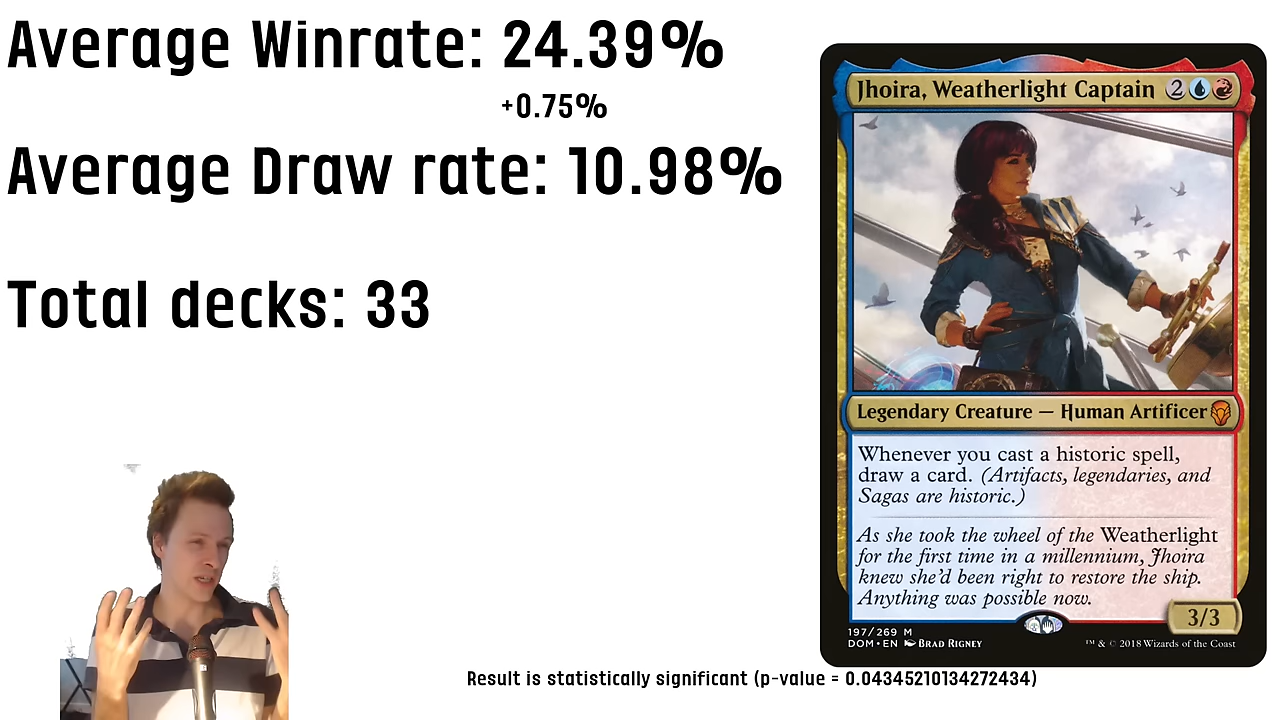 Average Winrate: 24.39%
+0.75%
Average Draw rate: 10.98%
Total decks: 33
Jhoira, Weatherlight Captain 2
Legendary Creature — Human Artificer
Whenever you cast a historic spell,
draw a card. (Artifacts, legendaries, and
Sagas are historic.)
As she took the wheel of the Weatherlight
for the first time in a millennium, Jhoira
knew she'd been right to restore the ship.
Anything was possible now.
3/3
197/269 M
DOM • EN BRAD RIGNEY
™ & © 2018 Wizards of the Coast
Result is statistically significant (p-value = 0.04345210134272434)